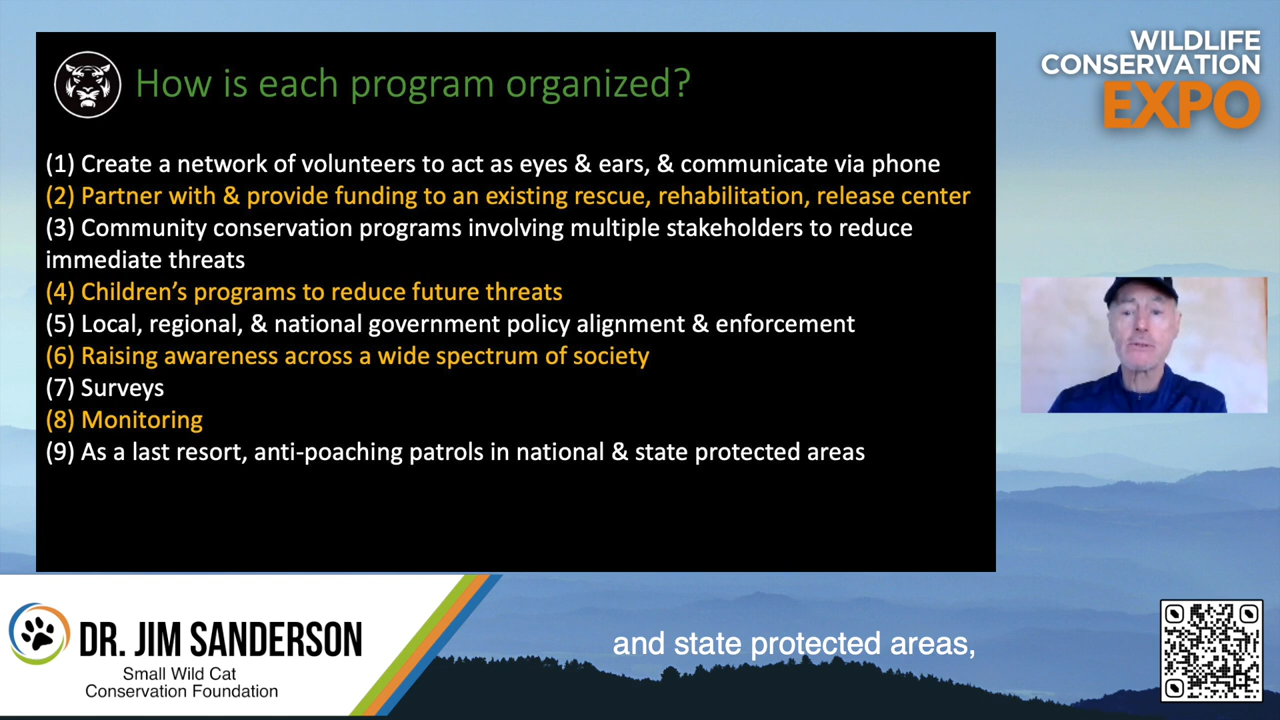 WILDLIFE
CONSERVATION
EXPO
How is each program organized?
(1) Create a network of volunteers to act as eyes & ears, & communicate via phone
(2) Partner with & provide funding to an existing rescue, rehabilitation, release center
(3) Community conservation programs involving multiple stakeholders to reduce
immediate threats
(4) Children’s programs to reduce future threats
(5) Local, regional, & national government policy alignment & enforcement
(6) Raising awareness across a wide spectrum of society
(7) Surveys
(8) Monitoring
(9) As a last resort, anti-poaching patrols in national & state protected areas
DR. JIM SANDERSON
Small Wild Cat
Conservation Foundation
and state protected areas,